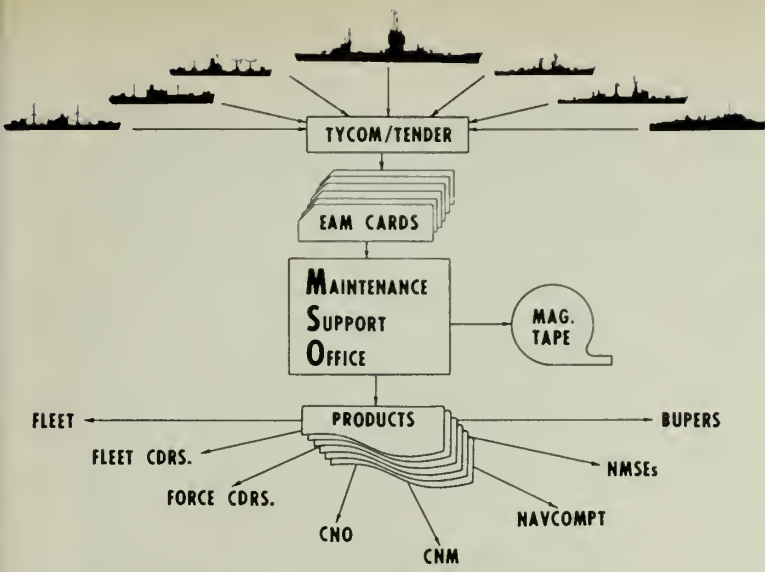 TYCOM/TENDER
EAM CARDS
MAINTENANCE
SUPPORT
OFFICE
MAG.
TAPE
FLEET
PRODUCTS
BUPERS
FLEET CDRS.
NMSEs
FORCE CDRS.
NAVCOMPT
CNO
CNM